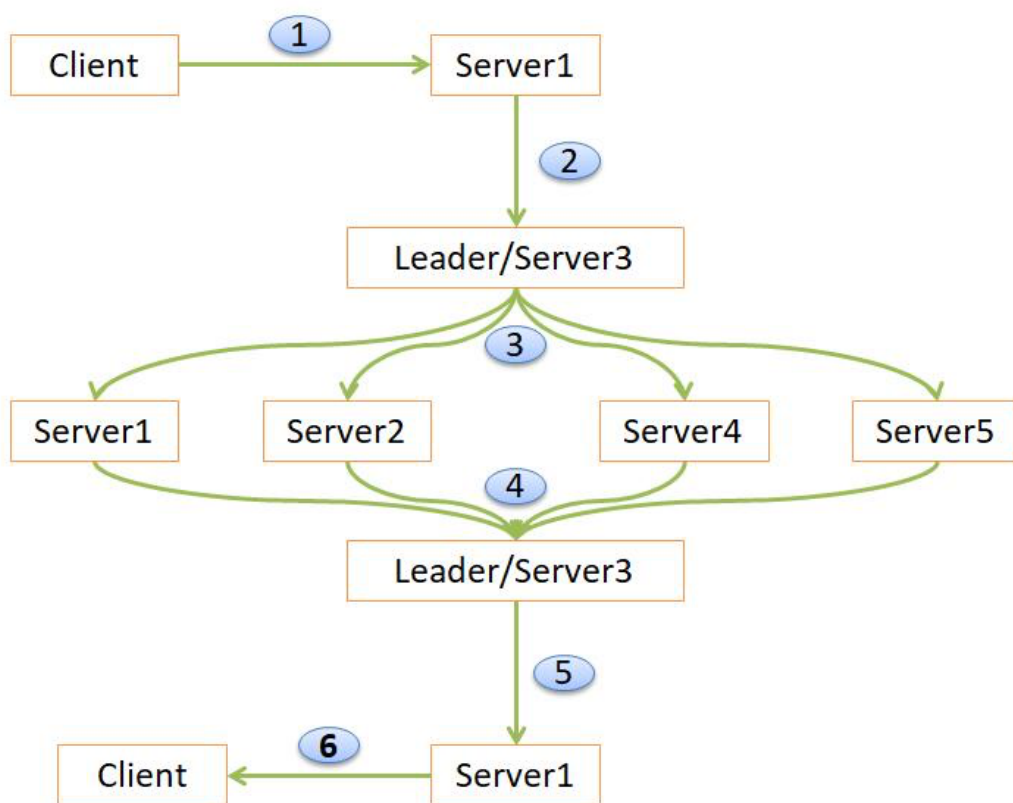 1
Client
Server1
2
Leader/Server3
3
Server1
Server2
Server4
Server5
4
Leader/Server3
5
6
Client
Server1